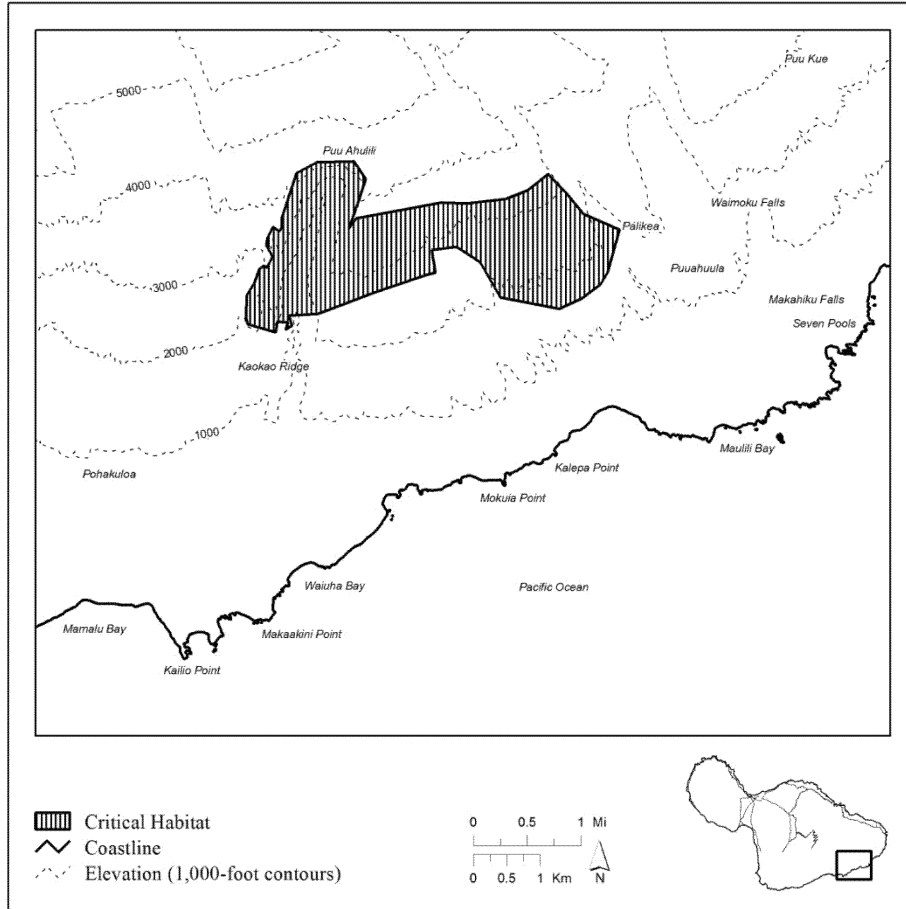 Puu Kue
5000
Puu Ahulili
4000
Waimoku Falls
Palikea
Puuahuula
3000
Makahiku Falls
Seven Pools
2000
Kaokao Ridge
1000
Maulili Bay
Kalepa Point
Pohakuloa
Mokuia Point
Waiuha Bay
Pacific Ocean
Mamalu Bay
Makaakini Point
Kailio Point
Critical Habitat
Coastline
Elevation (1,000-foot contours)
0 0.5 1 Mi
0 0.5 1 Km
N